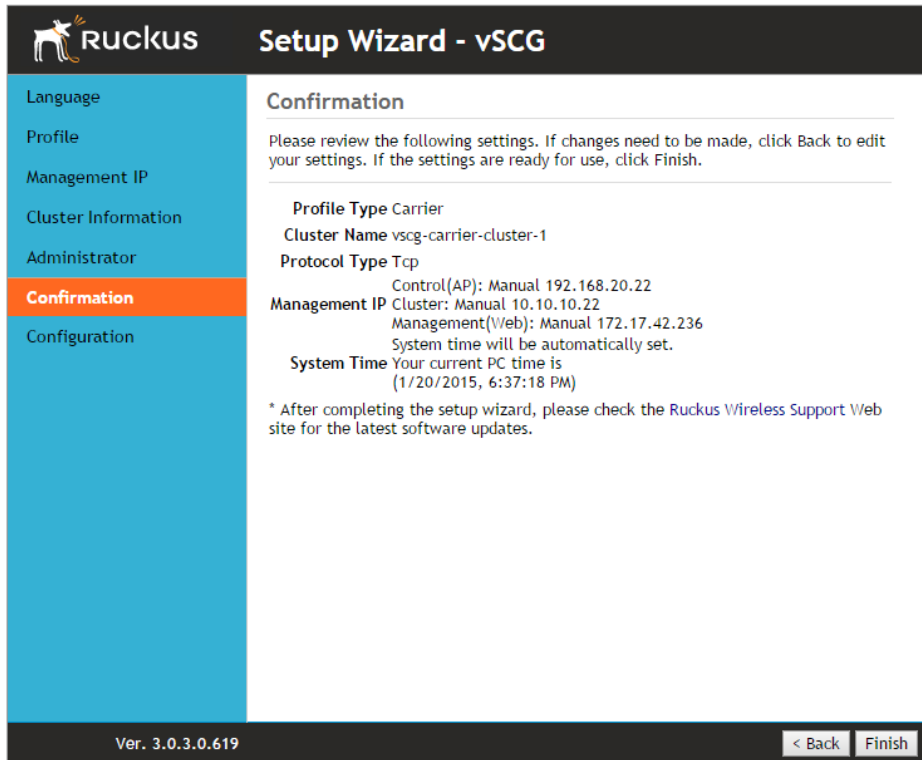 Ruckus
Setup Wizard - vSCG
Language
Profile
Management IP
Cluster Information
Administrator
Confirmation
Configuration
Confirmation
Please review the following settings. If changes need to be made, click Back to edit
your settings. If the settings are ready for use, click Finish.
Profile Type Carrier
Cluster Name vscg-carrier-cluster-1
Protocol Type Tcp
Control(AP): Manual 192.168.20.22
Management IP Cluster: Manual 10.10.10.22
Management(Web): Manual 172.17.42.236
System time will be automatically set.
System Time Your current PC time is
(1/20/2015, 6:37:18 PM)
* After completing the setup wizard, please check the Ruckus Wireless Support Web
site for the latest software updates.
Ver. 3.0.3.0.619
< Back Finish